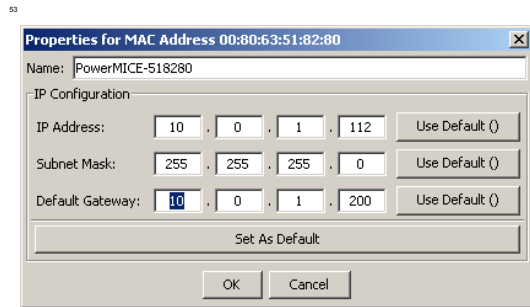 53
Properties for MAC Address 00:80:63:51:82:80
Name: PowerMICE-518280
IP Configuration
IP Address: 10 . 0 . 1 . 112 Use Default ()
Subnet Mask: 255 . 255 . 255 . 0 Use Default ()
Default Gateway: 10 . 0 . 1 . 200 Use Default ()
Set As Default
OK Cancel